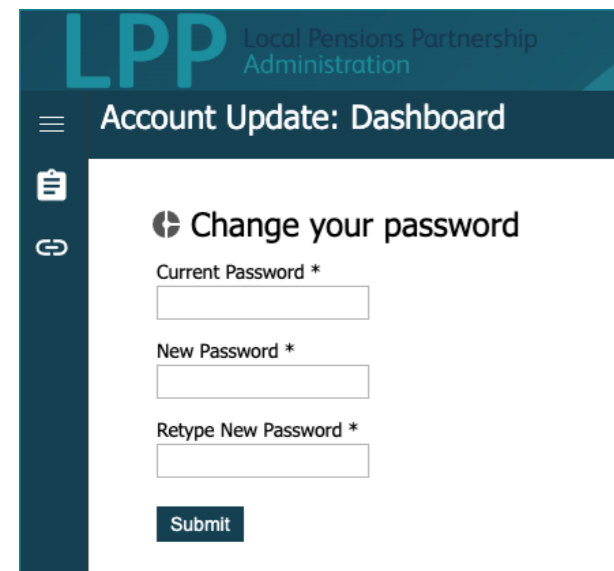 LPP
Local Pensions Partnership
Administration
Account Update: Dashboard
Change your password
Current Password *
New Password *
Retype New Password *
Submit